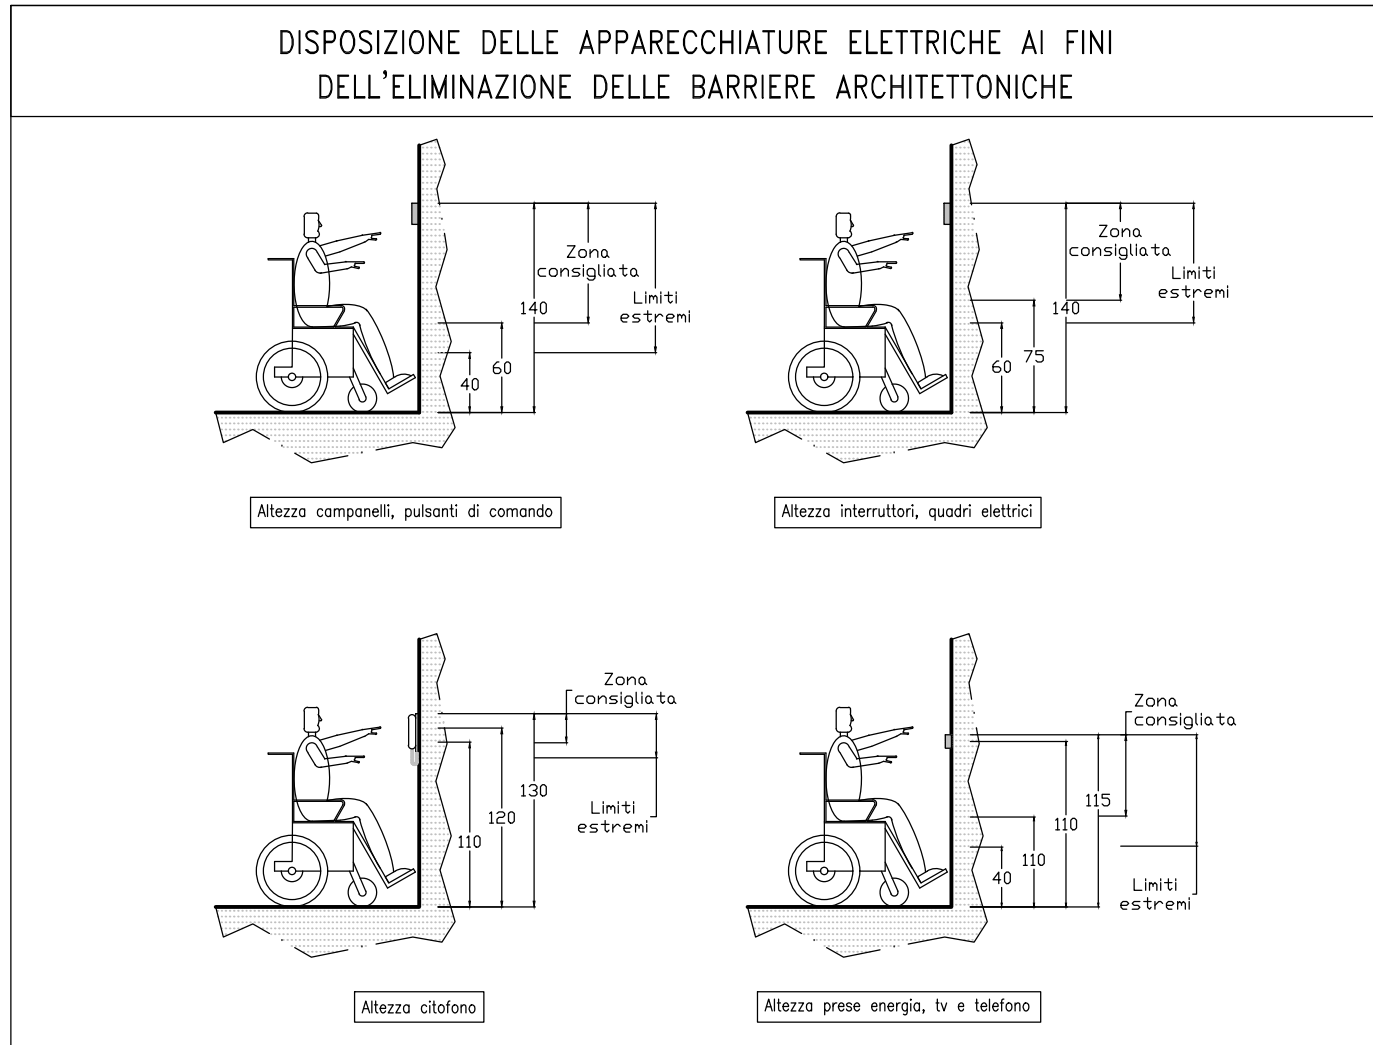 DISPOSIZIONE DELLE APPARECCHIATURE ELETTRICHE AI FINI
DELL'ELIMINAZIONE DELLE BARRIERE ARCHITETTONICHE
Zona
consigliata
Limiti
estremi
140
60
40
Altezza campanelli, pulsanti di comando
Zona
consigliata
Limiti
estremi
140
75
60
Altezza interruttori, quadri elettrici
Zona
consigliata
130
Limiti
estremi
120
110
Altezza citofono
Zona
consigliata
115
110
110
40
Limiti
estremi
Altezza prese energia, tv e telefono